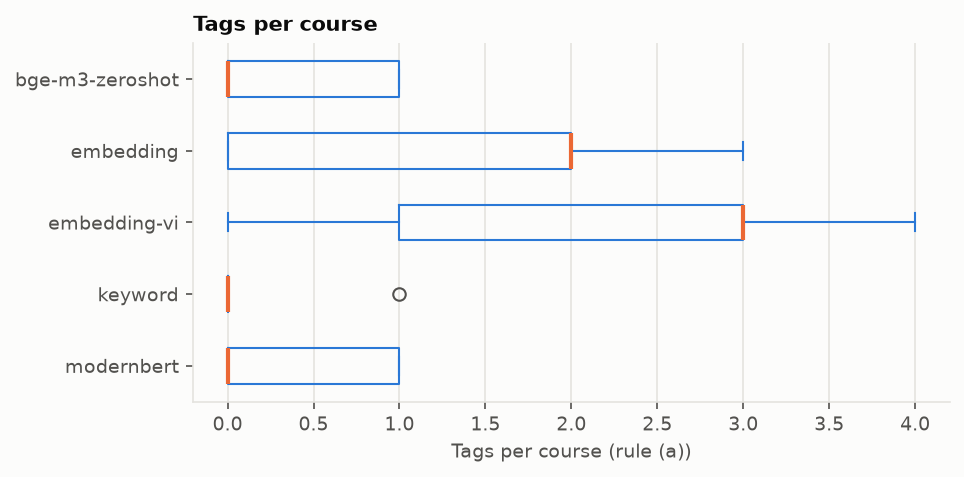 Tags per course
bge-m3-zeroshot
embedding
embedding-vi
keyword
modernbert
0.0 0.5 1.0 1.5 2.0 2.5 3.0 3.5 4.0
Tags per course (rule (a))